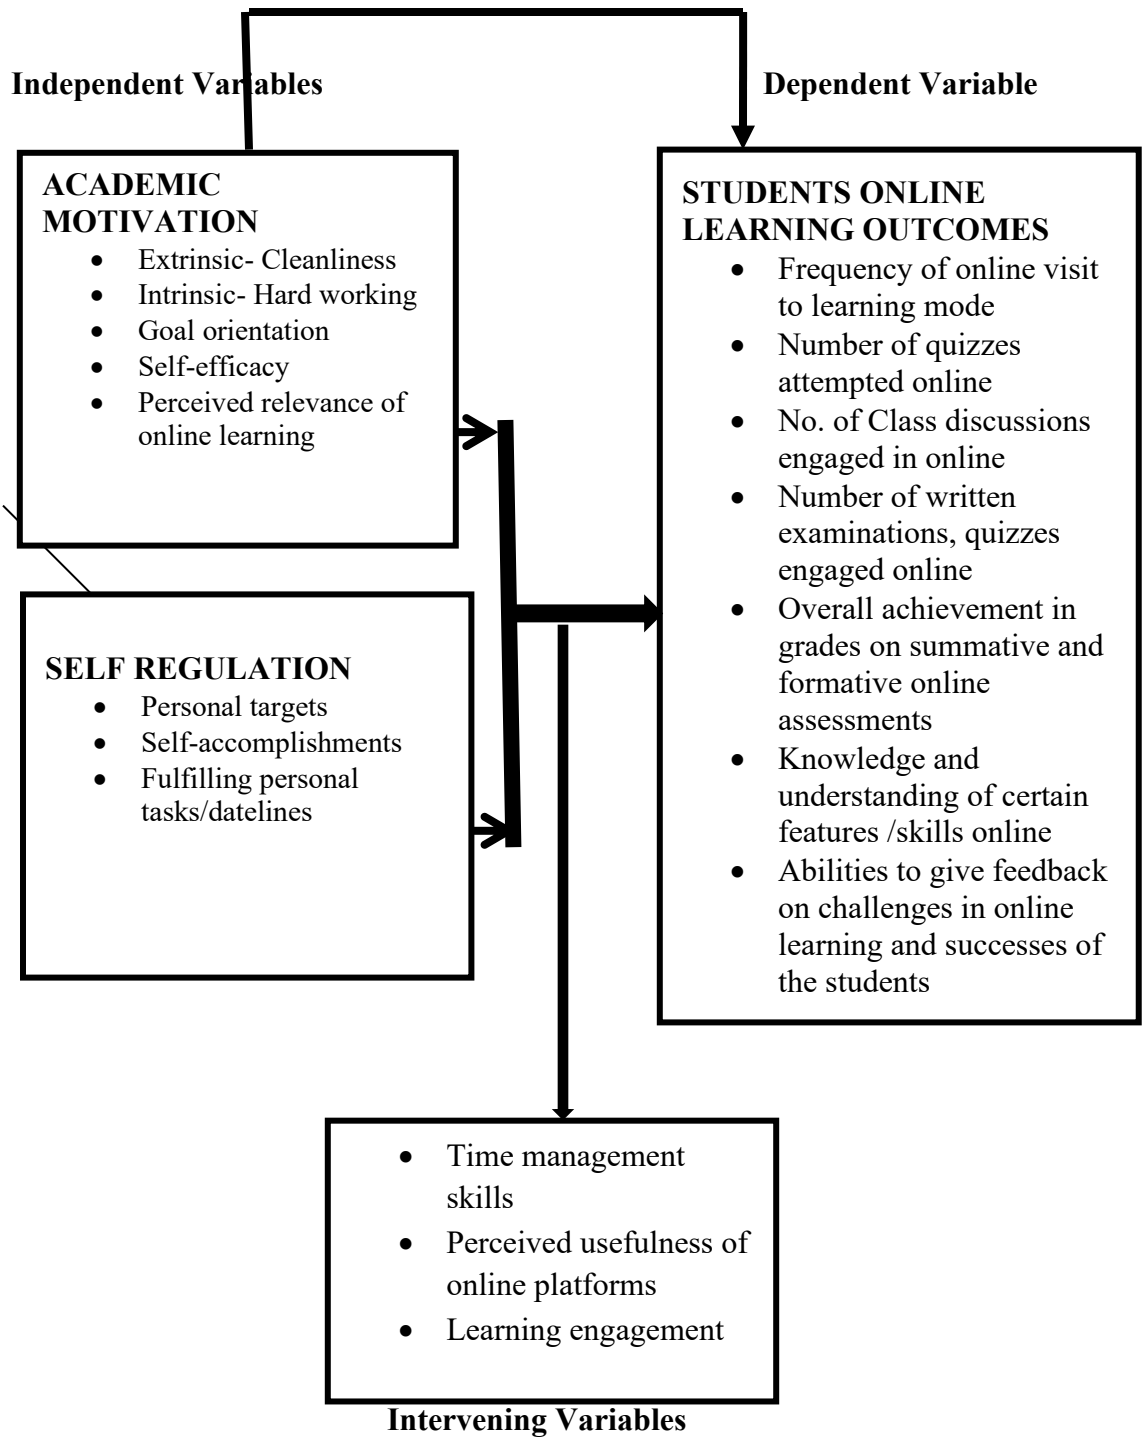 Independent Variables
Dependent Variable
ACADEMIC
MOTIVATION
• Extrinsic- Cleanliness
• Intrinsic- Hard working
• Goal orientation
• Self-efficacy
• Perceived relevance of
online learning
SELF REGULATION
• Personal targets
• Self-accomplishments
• Fulfilling personal
tasks/datelines
STUDENTS ONLINE
LEARNING OUTCOMES
• Frequency of online visit
to learning mode
• Number of quizzes
attempted online
• No. of Class discussions
engaged in online
• Number of written
examinations, quizzes
engaged online
• Overall achievement in
grades on summative and
formative online
assessments
• Knowledge and
understanding of certain
features /skills online
• Abilities to give feedback
on challenges in online
learning and successes of
the students
• Time management
skills
• Perceived usefulness of
online platforms
• Learning engagement
Intervening Variables